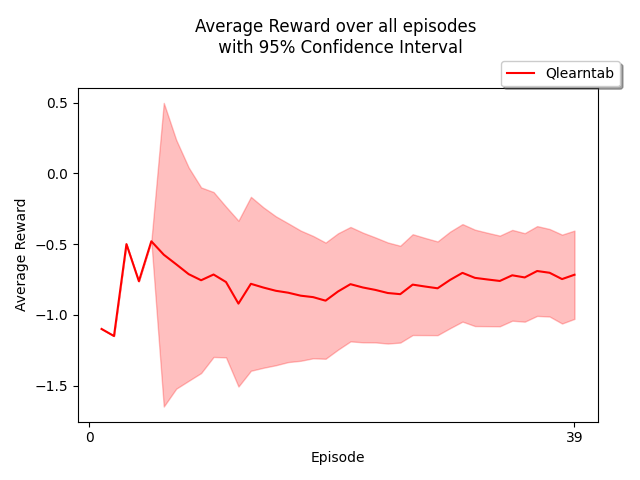 Average Reward over all episodes
with 95% Confidence Interval
Qlearntab
0.5
0.0
−0.5
−1.0
−1.5
Average Reward
0
39
Episode